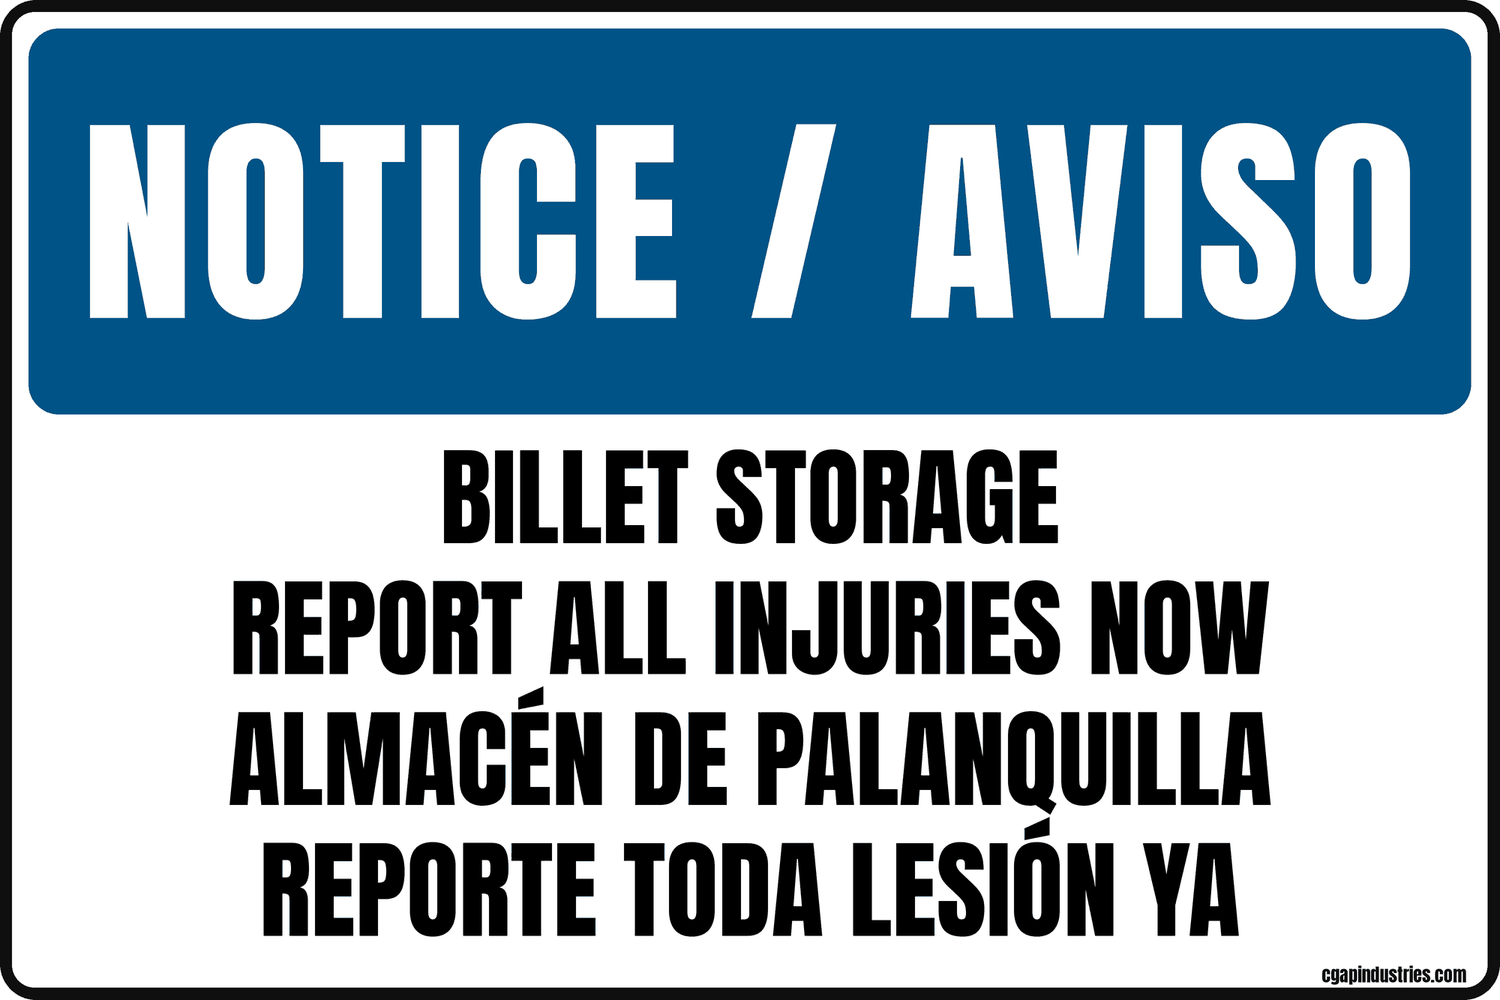 NOTICE / AVISO
BILLET STORAGE
REPORT ALL INJURIES NOW
ALMACÉN DE PALANQUILLA
REPORTE TODA LESIÓN YA
cgapindustries.com